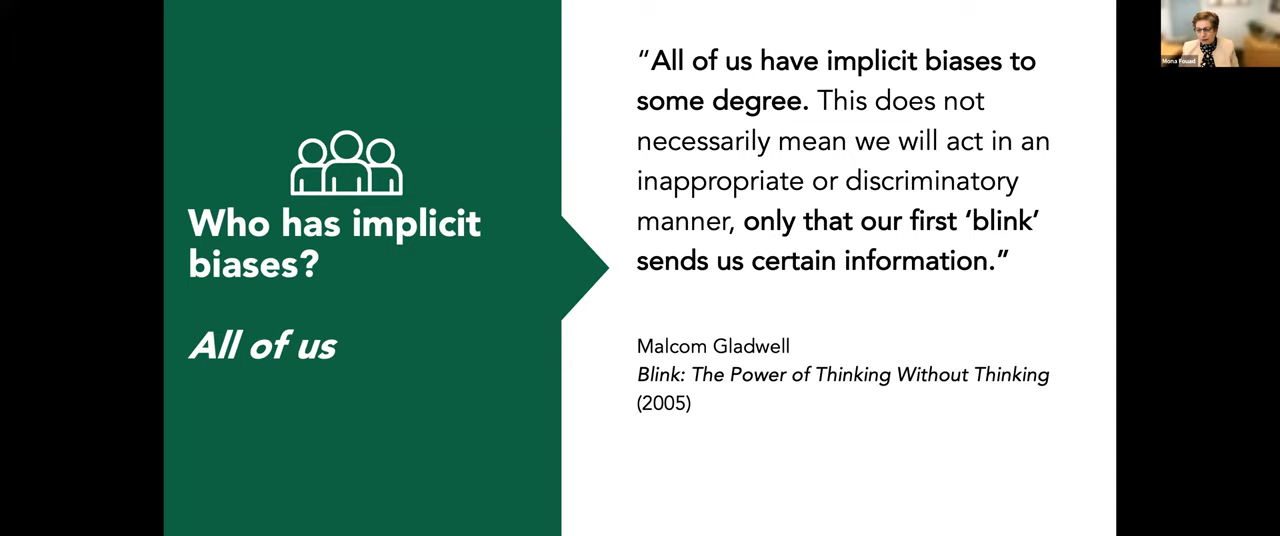 Who has implicit
biases?
All of us
“All of us have implicit biases to
some degree. This does not
necessarily mean we will act in an
inappropriate or discriminatory
manner, only that our first ‘blink’
sends us certain information.”
Malcom Gladwell
Blink: The Power of Thinking Without Thinking
(2005)
Mona Fouad